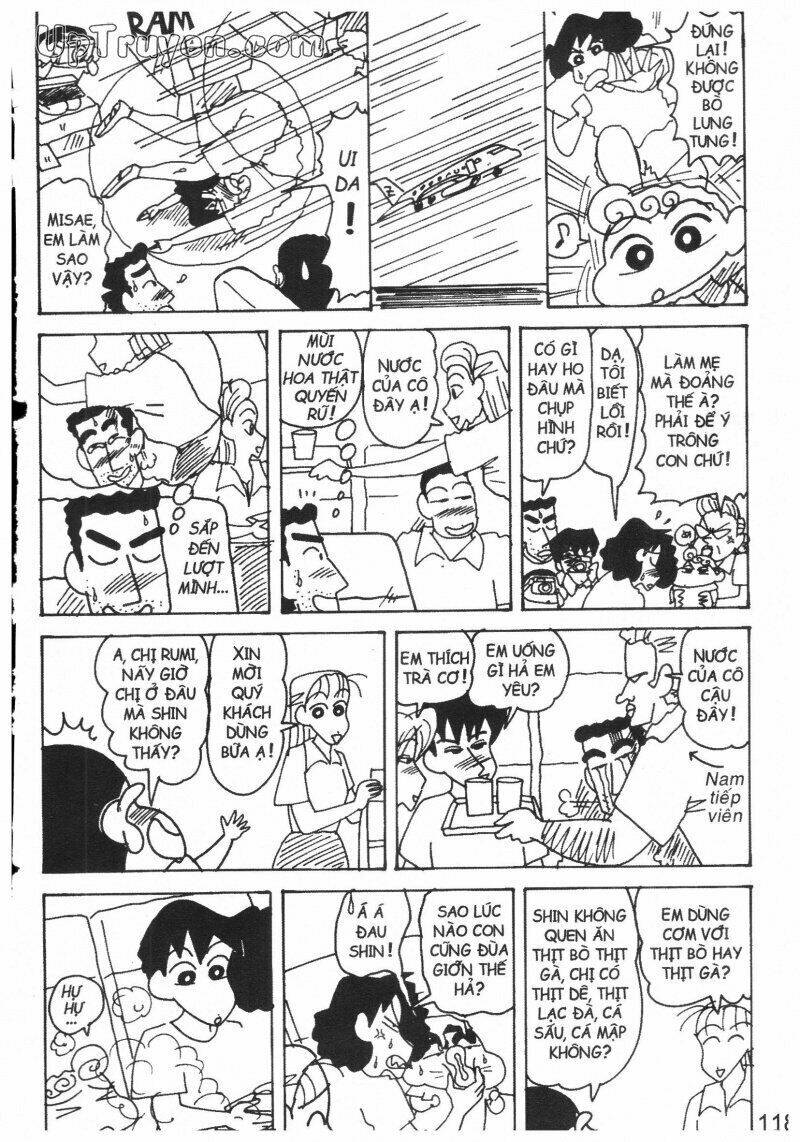 ĐỨNG
LẠI!
KHÔNG
ĐƯỢC
BÒ
LUNG
TUNG!
RẦM
UnTruyen.com
UI
DA
!
MISAE,
EM LÀM
SAO
VẬY?
LÀM MẸ
MÀ ĐOẢNG
THẾ À?
PHẢI ĐỂ Ý
TRÔNG
CON CHỨ!
DẠ,
TÔI
BIẾT
LỖI
RỒI!
CÓ GÌ
HAY HO
ĐÂU MÀ
CHỤP
HÌNH
CHỨ?
NƯỚC
CỦA CÔ
ĐÂY Ạ!
MÙI
NƯỚC
HOA THẬT
QUYẾN
RŨ!
SẮP
ĐẾN
LƯỢT
MÌNH...
NƯỚC
CỦA CÔ
CẬU
ĐÂY!
Nam
tiếp
viên
EM UỐNG
GÌ HẢ EM
YÊU?
EM THÍCH
TRÀ CƠ!
XIN
MỜI
QUÝ
KHÁCH
DÙNG
BỮA Ạ!
A, CHỊ RUMI,
NÃY GIỜ
CHỊ Ở ĐÂU
MÀ SHIN
KHÔNG
THẤY?
EM DÙNG
CƠM VỚI
THỊT BÒ HAY
THỊT GÀ?
SHIN KHÔNG
QUEN ĂN
THỊT BÒ THỊT
GÀ, CHỊ CÓ
THỊT DÊ, THỊT
LẠC ĐÀ, CÁ
SẤU, CÁ MẬP
KHÔNG?
SAO LÚC
NÀO CON
CŨNG ĐÙA
GIỠN THẾ
HẢ?
Á Á
ĐAU
SHIN!
HỰ
HỰ
...
118